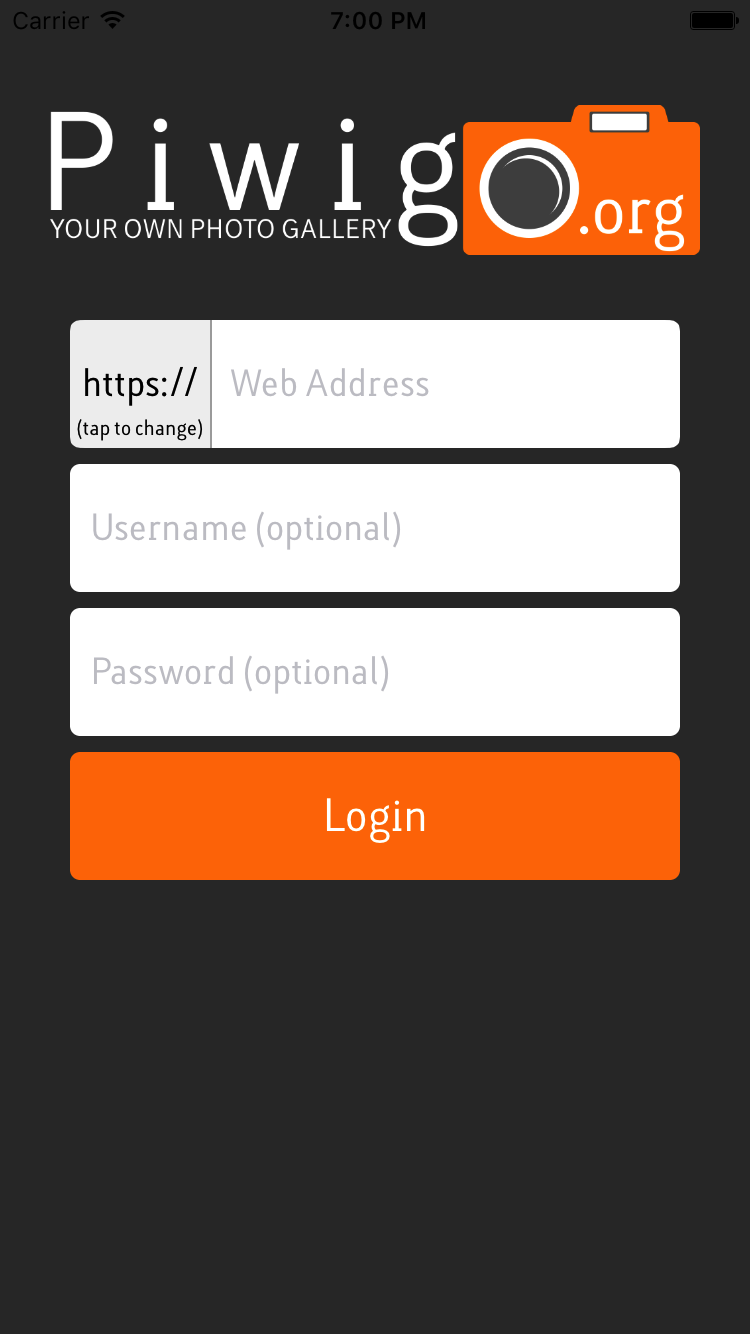 Carrier 7:00 PM
Piwigo.org
YOUR OWN PHOTO GALLERY
https:// Web Address
(tap to change)
Username (optional)
Password (optional)
Login